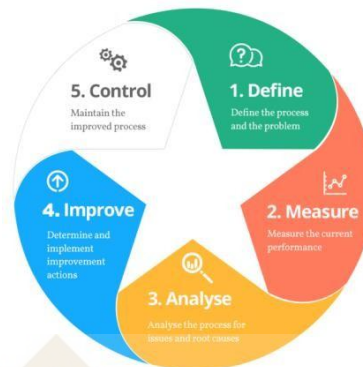 1. Define
Define the process
and the problem
2. Measure
Measure the current
performance
3. Analyse
Analyse the process for
issues and root causes
4. Improve
Determine and
implement
improvement
actions
5. Control
Maintain the
improved process